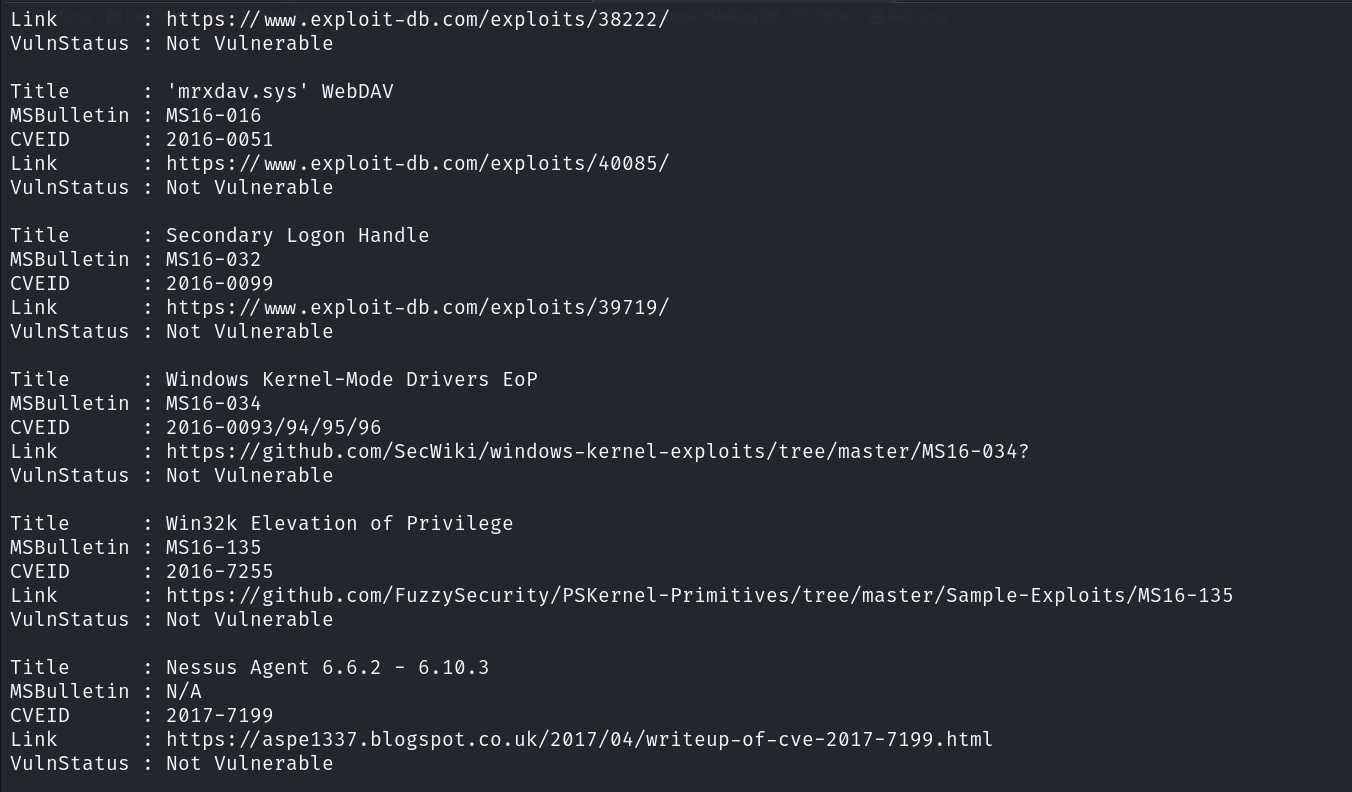 Link       : https://www.exploit-db.com/exploits/38222/
VulnStatus : Not Vulnerable

Title      : 'mrxdav.sys' WebDAV
MSBulletin : MS16-016
CVEID      : 2016-0051
Link       : https://www.exploit-db.com/exploits/40085/
VulnStatus : Not Vulnerable

Title      : Secondary Logon Handle
MSBulletin : MS16-032
CVEID      : 2016-0099
Link       : https://www.exploit-db.com/exploits/39719/
VulnStatus : Not Vulnerable

Title      : Windows Kernel-Mode Drivers EoP
MSBulletin : MS16-034
CVEID      : 2016-0093/94/95/96
Link       : https://github.com/SecWiki/windows-kernel-exploits/tree/master/MS16-034?
VulnStatus : Not Vulnerable

Title      : Win32k Elevation of Privilege
MSBulletin : MS16-135
CVEID      : 2016-7255
Link       : https://github.com/FuzzySecurity/PSKernel-Primitives/tree/master/Sample-Exploits/MS16-135
VulnStatus : Not Vulnerable

Title      : Nessus Agent 6.6.2 - 6.10.3
MSBulletin : N/A
CVEID      : 2017-7199
Link       : https://aspe1337.blogspot.co.uk/2017/04/writeup-of-cve-2017-7199.html
VulnStatus : Not Vulnerable